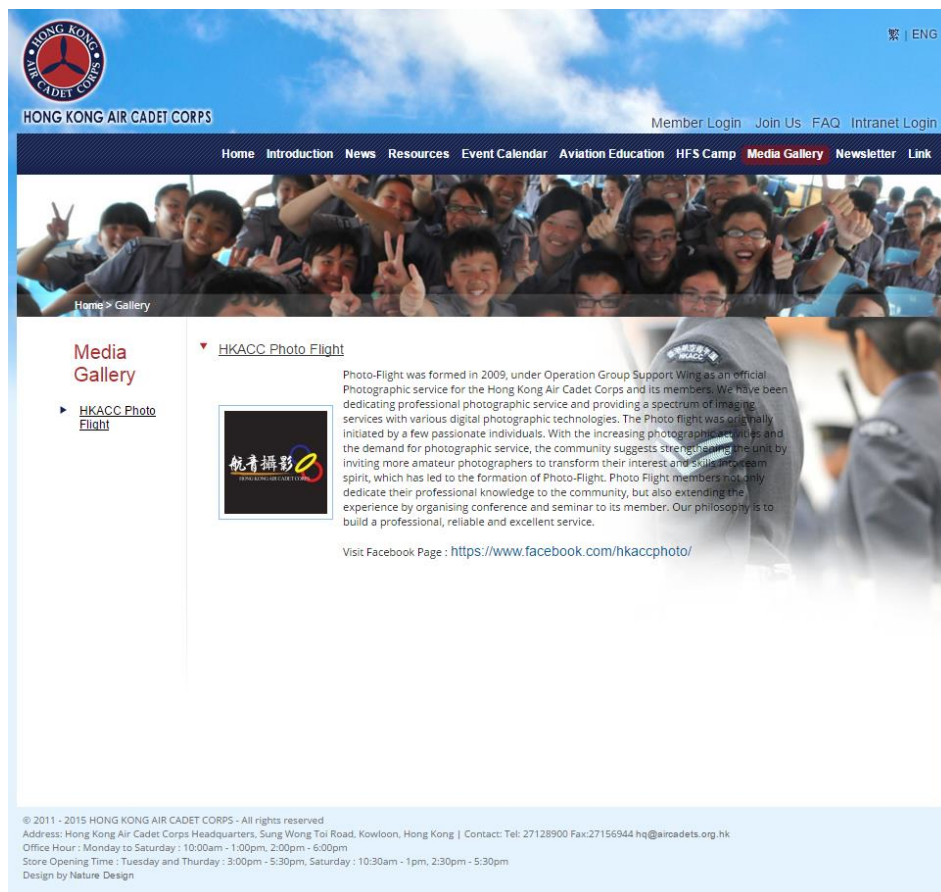 HONG KONG
AIR CADET CORPS
HONG KONG AIR CADET CORPS
繁 | ENG
Member Login Join Us FAQ Intranet Login
Home Introduction News Resources Event Calendar Aviation Education HFS Camp Media Gallery Newsletter Link
Home > Gallery
Media
Gallery
HKACC Photo
Flight
HKACC Photo Flight
航青攝影
HONG KONG AIR CADET CORPS
Photo-Flight was formed in 2009, under Operation Group Support Wing as an official
Photographic service for the Hong Kong Air Cadet Corps and its members. We have been
dedicating professional photographic service and providing a spectrum of imaging
services with various digital photographic technologies. The Photo flight was originally
initiated by a few passionate individuals. With the increasing photographic activities and
the demand for photographic service, the community suggests strengthening the unit by
inviting more amateur photographers to transform their interest and skills into team
spirit, which has led to the formation of Photo-Flight. Photo Flight members not only
dedicate their professional knowledge to the community, but also extending the
experience by organising conference and seminar to its member. Our philosophy is to
build a professional, reliable and excellent service.
Visit Facebook Page : https://www.facebook.com/hkaccphoto/
HKACC
© 2011 - 2015 HONG KONG AIR CADET CORPS - All rights reserved
Address: Hong Kong Air Cadet Corps Headquarters, Sung Wong Toi Road, Kowloon, Hong Kong | Contact: Tel: 27128900 Fax:27156944 hq@aircadets.org.hk
Office Hour : Monday to Saturday : 10:00am - 1:00pm, 2:00pm - 6:00pm
Store Opening Time : Tuesday and Thurday : 3:00pm - 5:30pm, Saturday : 10:30am - 1pm, 2:30pm - 5:30pm
Design by Nature Design